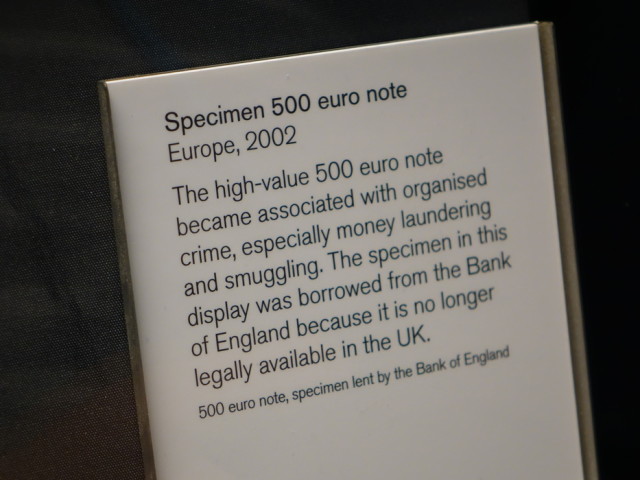 Specimen 500 euro note
Europe, 2002
The high-value 500 euro note
became associated with organised
crime, especially money laundering
and smuggling. The specimen in this
display was borrowed from the Bank
of England because it is no longer
legally available in the UK.
500 euro note, specimen lent by the Bank of England